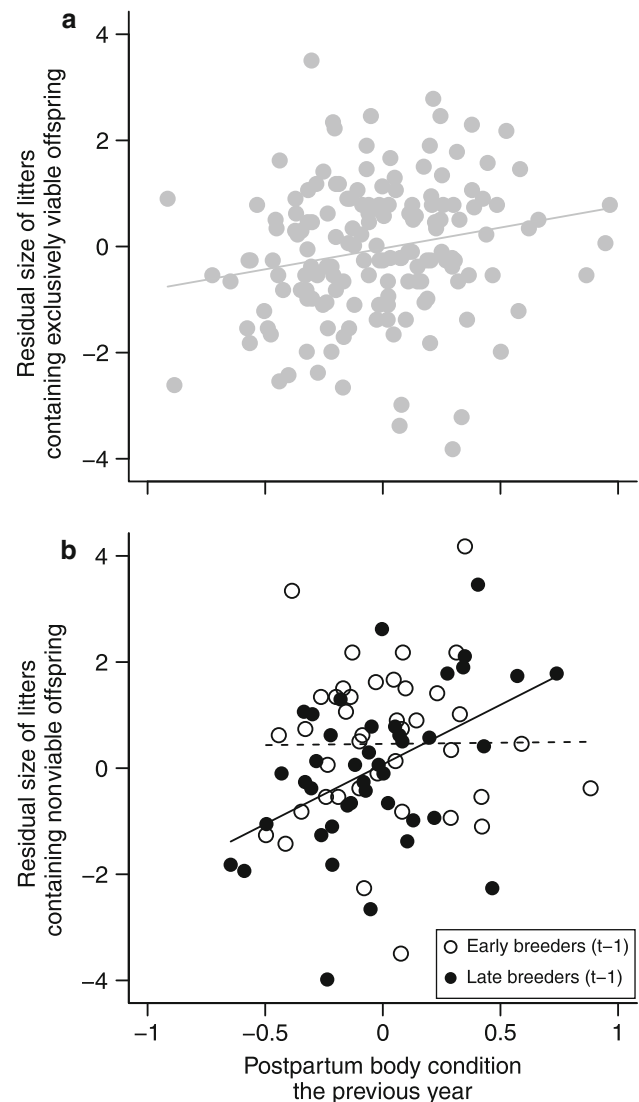 a
Residual size of litters
containing exclusively viable offspring
4
2
0
−2
−4
b
Residual size of litters
containing nonviable offspring
4
2
0
−2
−4
Early breeders (t−1)
Late breeders (t−1)
−1
−0.5
0
0.5
1
Postpartum body condition
the previous year